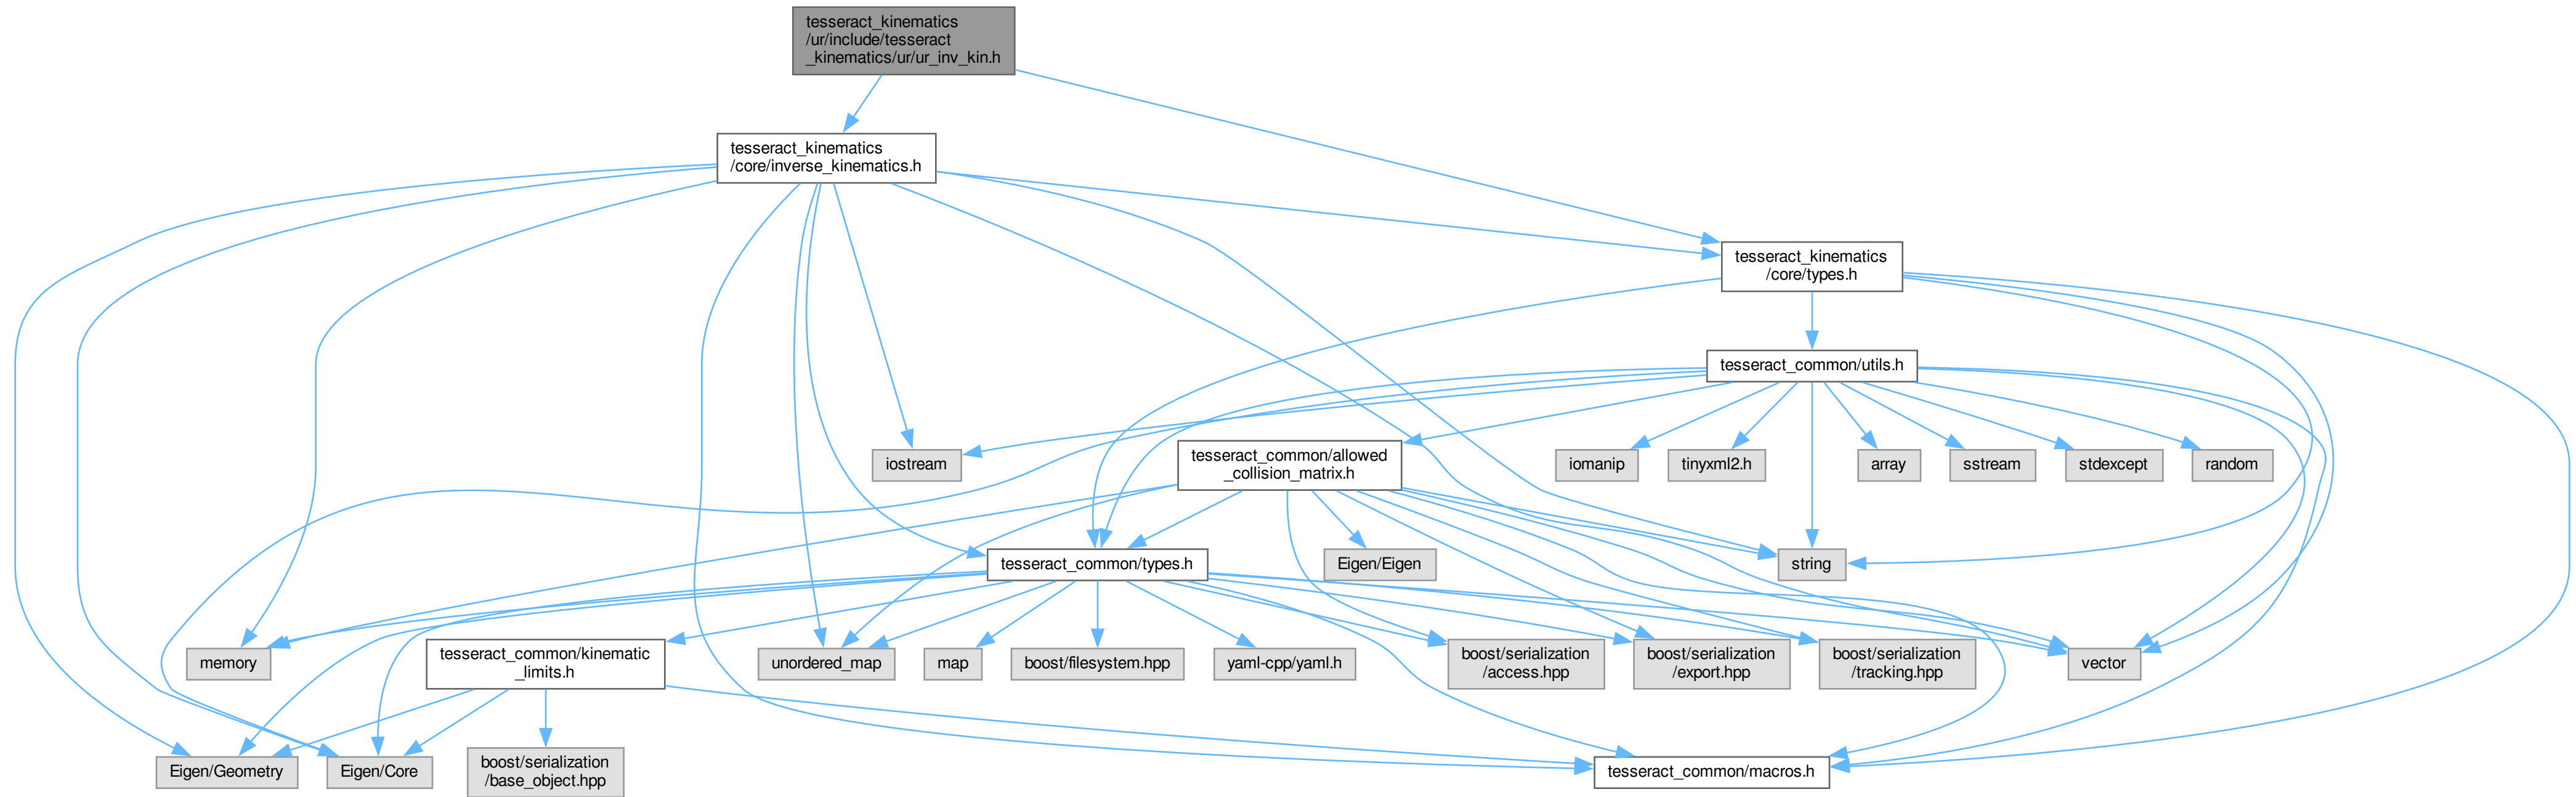 tesseract_kinematics
/ur/include/tesseract
_kinematics/ur/ur_inv_kin.h
tesseract_kinematics
/core/inverse_kinematics.h
tesseract_kinematics
/core/types.h
tesseract_common/utils.h
iostream
tesseract_common/allowed
_collision_matrix.h
iomanip
tinyxml2.h
array
sstream
stdexcept
random
tesseract_common/types.h
Eigen/Eigen
string
memory
tesseract_common/kinematic
_limits.h
unordered_map
map
boost/filesystem.hpp
yaml-cpp/yaml.h
boost/serialization
/access.hpp
boost/serialization
/export.hpp
boost/serialization
/tracking.hpp
vector
Eigen/Geometry
Eigen/Core
boost/serialization
/base_object.hpp
tesseract_common/macros.h